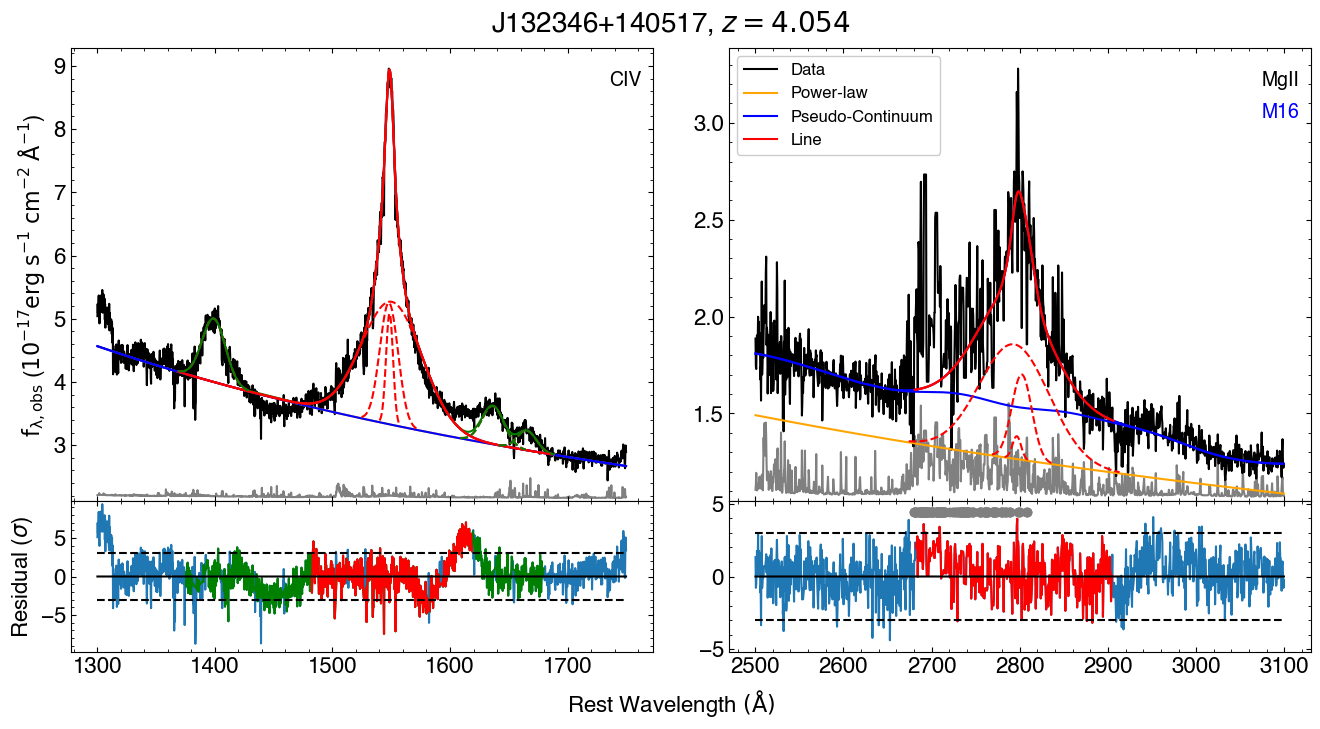 J132346+140517, z = 4.054
CIV
9
8
7
6
5
4
3
f_λ,obs (10⁻¹⁷erg s⁻¹ cm⁻² Å⁻¹)
Data
Power-law
Pseudo-Continuum
Line
MgII
M16
3.0
2.5
2.0
1.5
5
0
−5
Residual (σ)
5
0
−5
1300 1400 1500 1600 1700
2500 2600 2700 2800 2900 3000 3100
Rest Wavelength (Å)